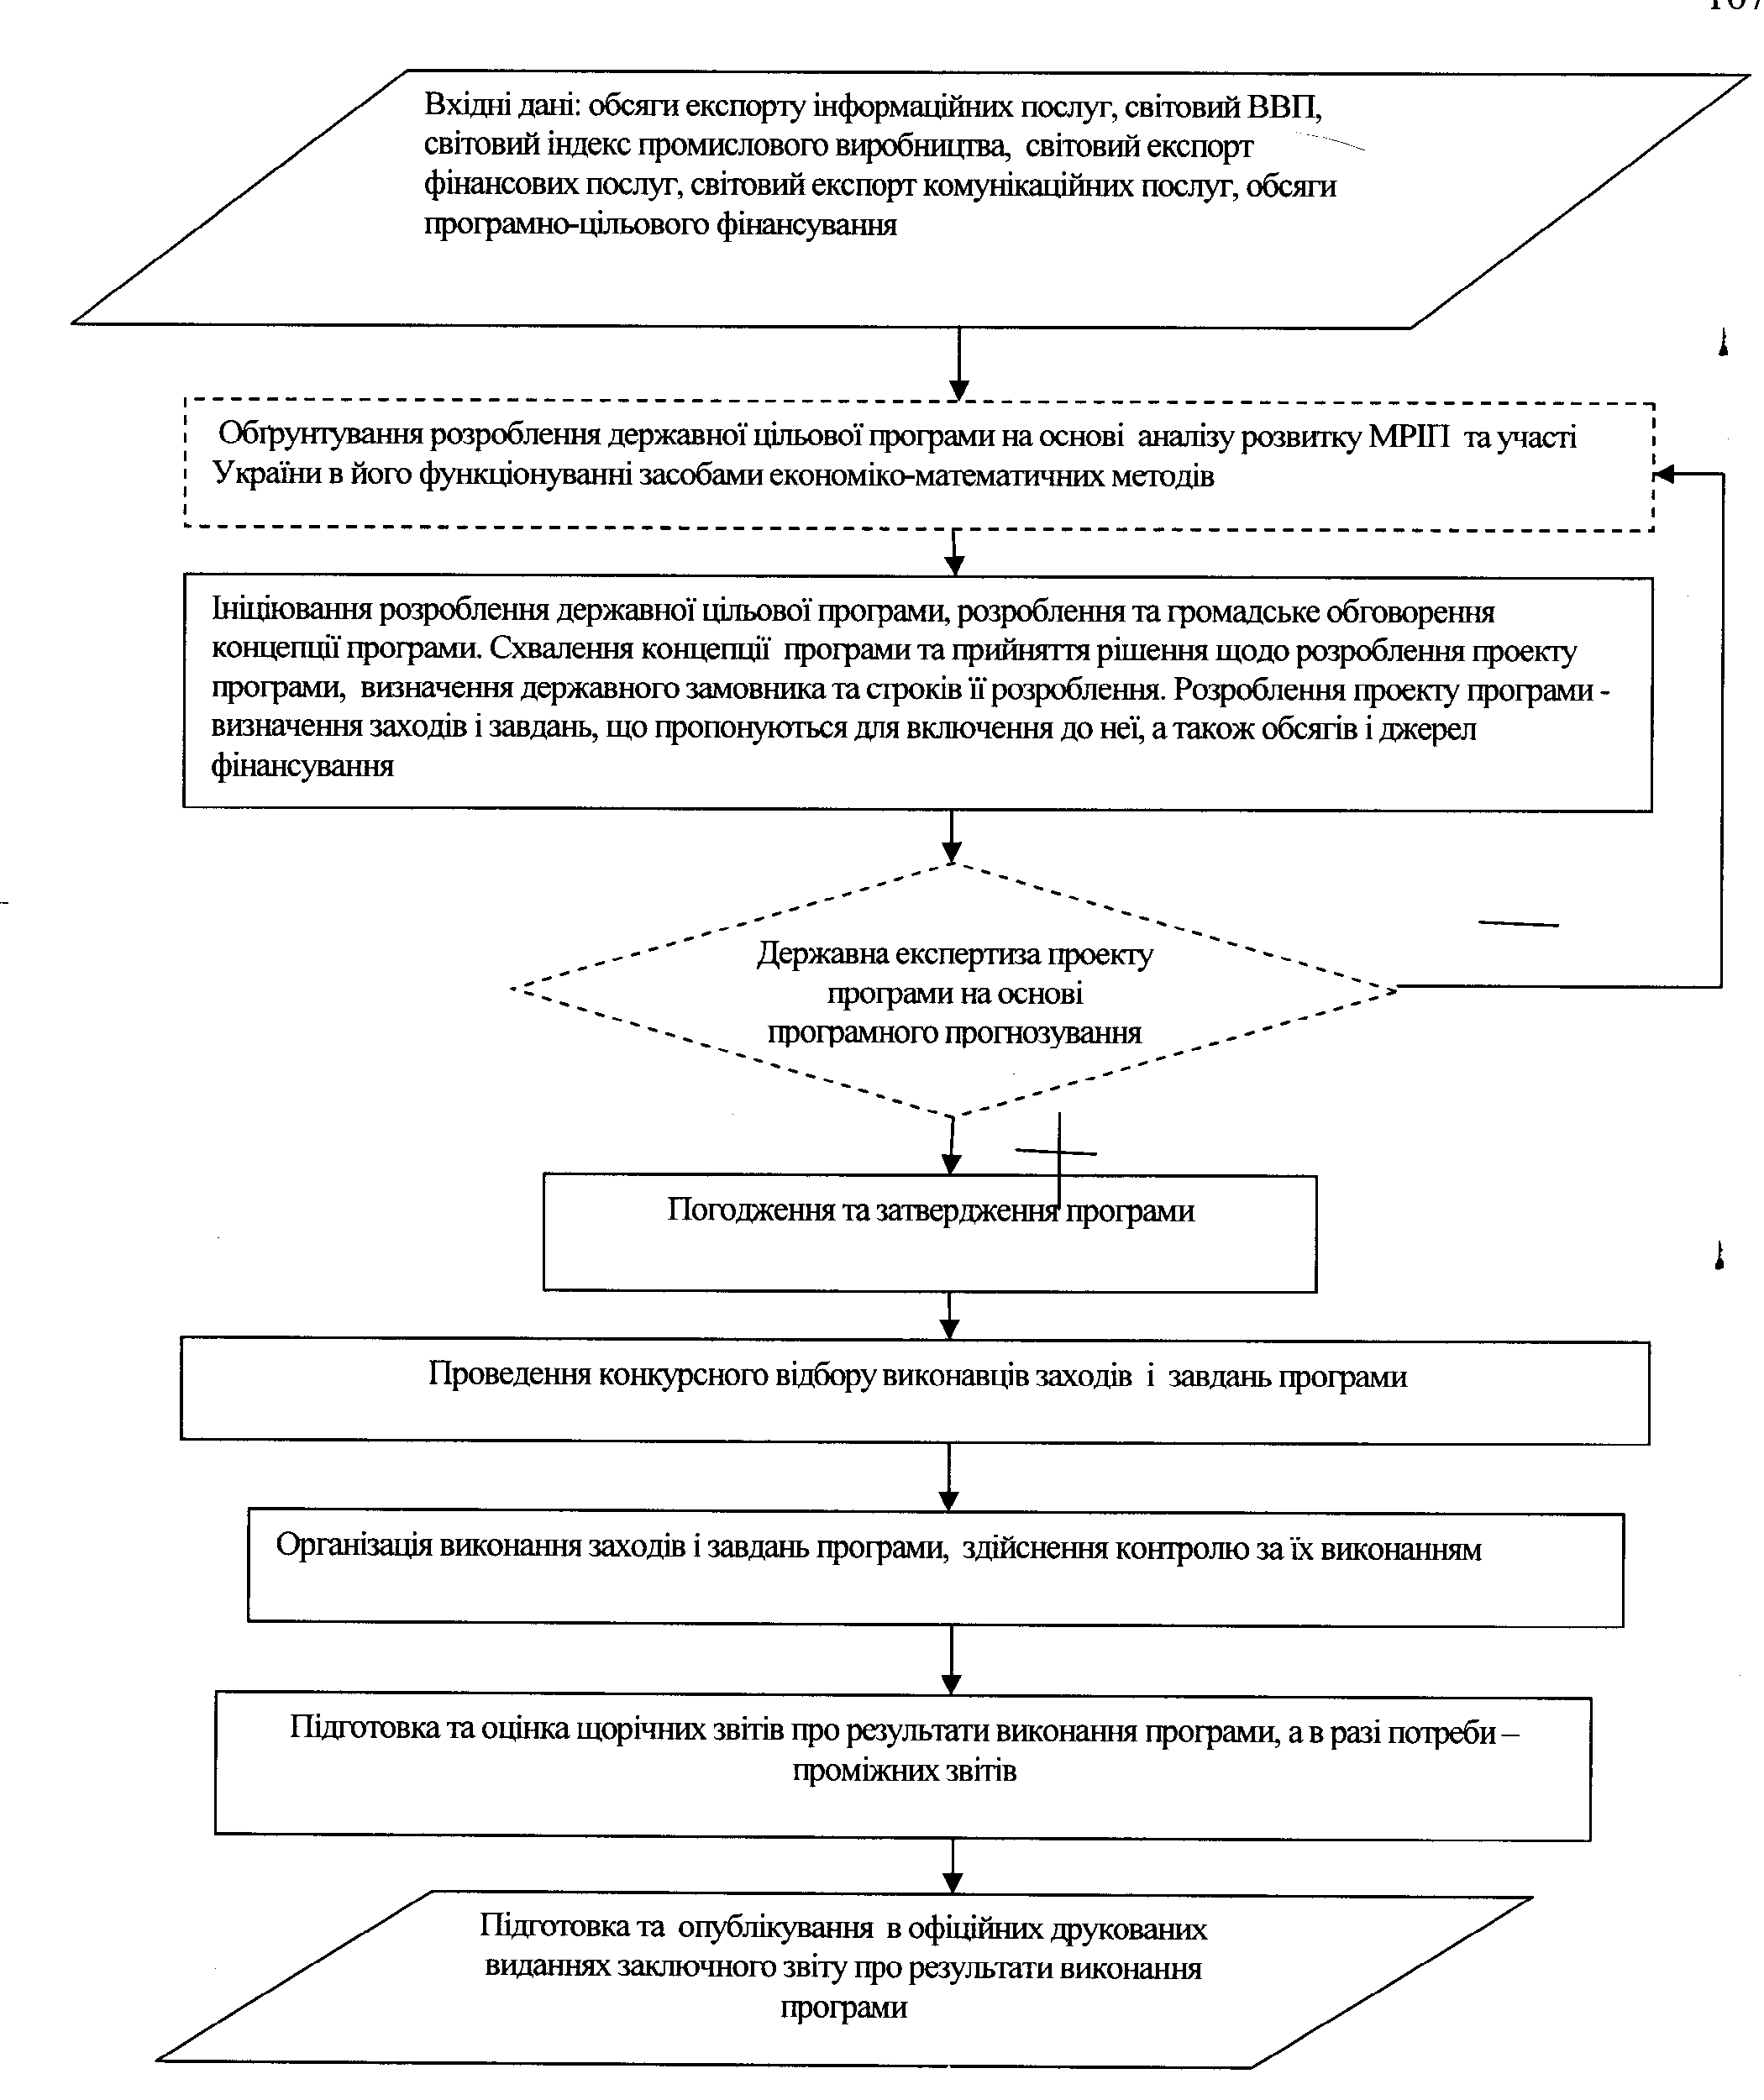 Вхідні дані: обсяги експорту інформаційних послуг, світовий ВВП,
світовий індекс промислового виробництва, світовий експорт
фінансових послуг, світовий експорт комунікаційних послуг, обсяги
програмно-цільового фінансування
Обґрунтування розроблення державної цільової програми на основі аналізу розвитку МРІП та участі
України в його функціонуванні засобами економіко-математичних методів
Ініціювання розроблення державної цільової програми, розроблення та громадське обговорення
концепції програми. Схвалення концепції програми та прийняття рішення щодо розроблення проекту
програми, визначення державного замовника та строків її розроблення. Розроблення проекту програми -
визначення заходів і завдань, що пропонуються для включення до неї, а також обсягів і джерел
фінансування
Державна експертиза проекту
програми на основі
програмного прогнозування
Погодження та затвердження програми
Проведення конкурсного відбору виконавців заходів і завдань програми
Організація виконання заходів і завдань програми, здійснення контролю за їх виконанням
Підготовка та оцінка щорічних звітів про результати виконання програми, а в разі потреби –
проміжних звітів
Підготовка та опублікування в офіційних друкованих
виданнях заключного звіту про результати виконання
програми